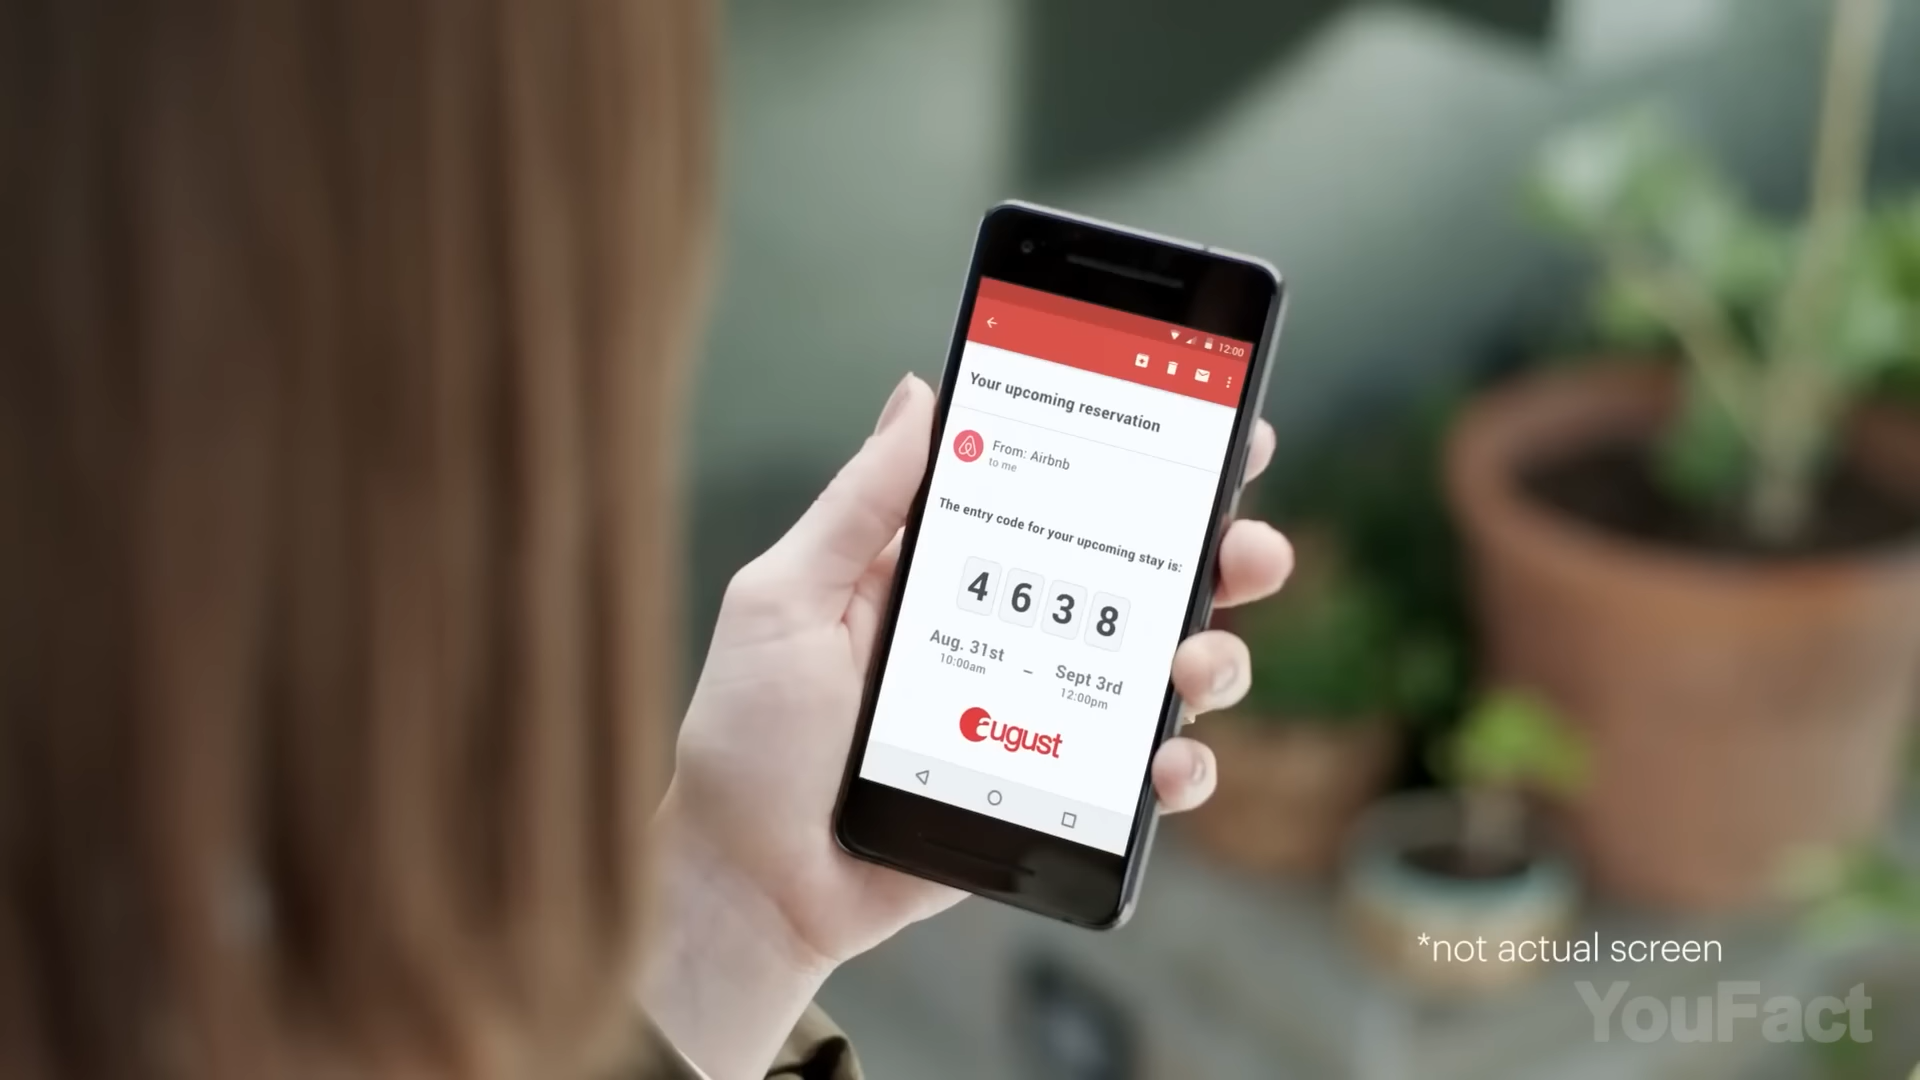 12:00
Your upcoming reservation
From: Airbnb
to me
The entry code for your upcoming stay is:
4 6 3 8
Aug. 31st – Sept 3rd
10:00am 12:00pm
august
*not actual screen
YouFact